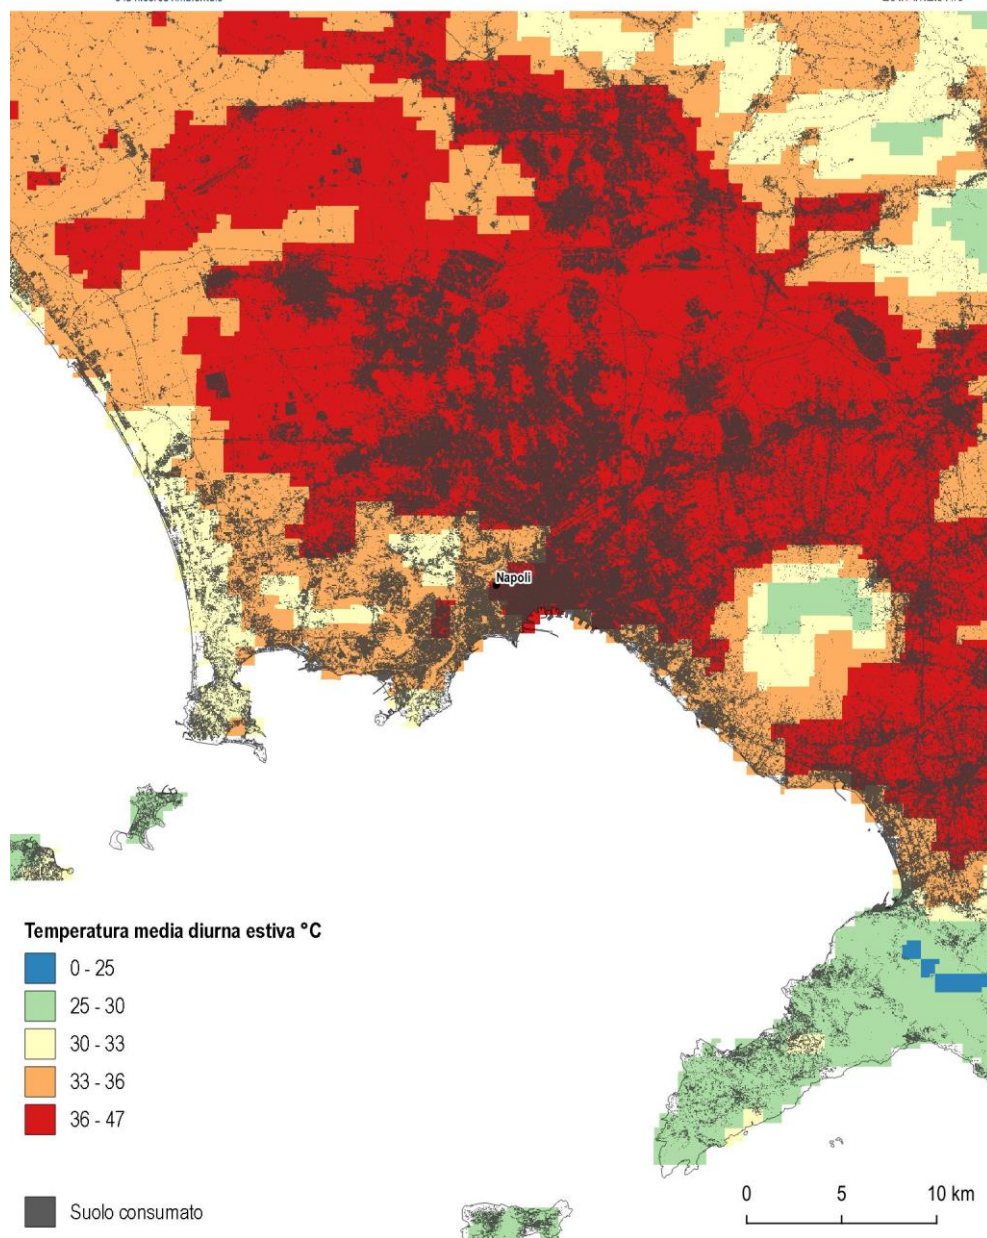 Napoli
Temperatura media diurna estiva °C
0 - 25
25 - 30
30 - 33
33 - 36
36 - 47
Suolo consumato
0 5 10 km